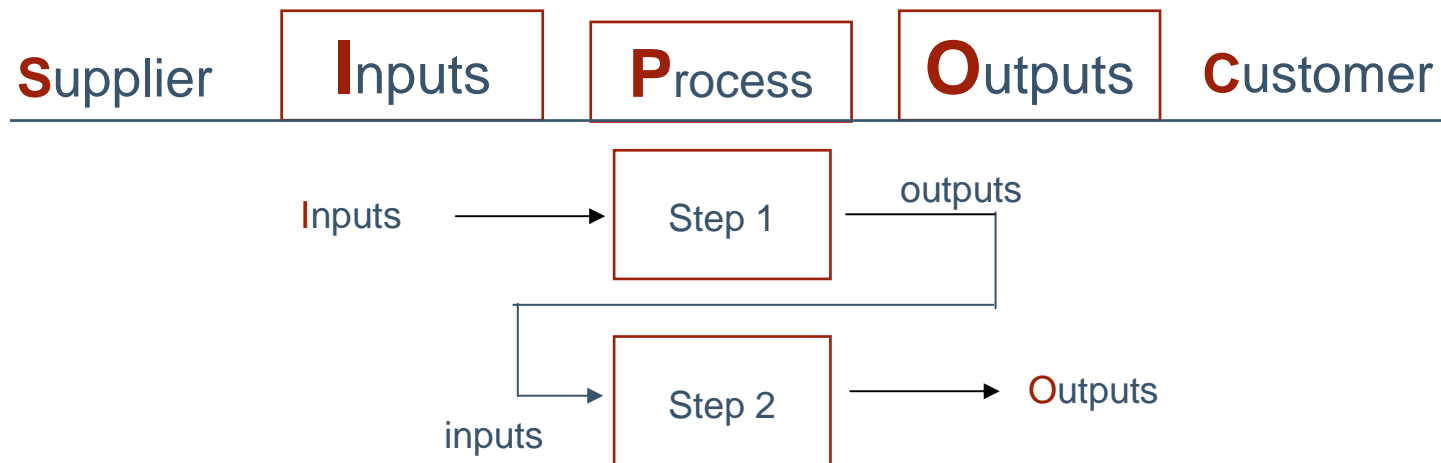 Supplier Inputs Process Outputs Customer
outputs
Inputs Step 1
Step 2 Outputs
inputs